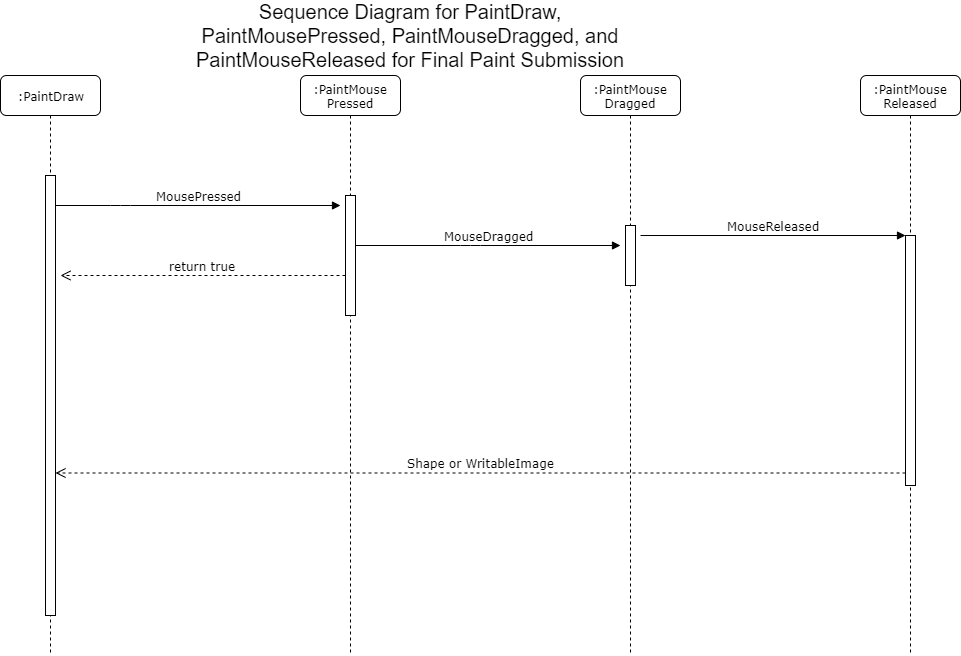 Sequence Diagram for PaintDraw,
PaintMousePressed, PaintMouseDragged, and
PaintMouseReleased for Final Paint Submission
:PaintDraw
:PaintMouse
Pressed
:PaintMouse
Dragged
:PaintMouse
Released
MousePressed
MouseReleased
MouseDragged
return true
Shape or WritableImage